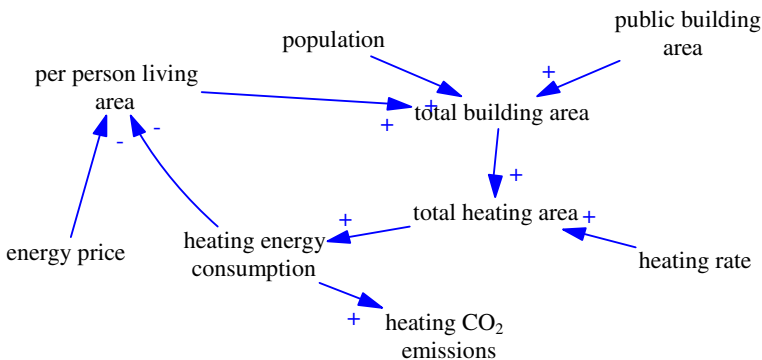 public building
area
population
per person living
area
+
+
+
total building area
-
-
+
total heating area
+
+
energy price
heating energy
consumption
heating rate
+
heating CO₂
emissions